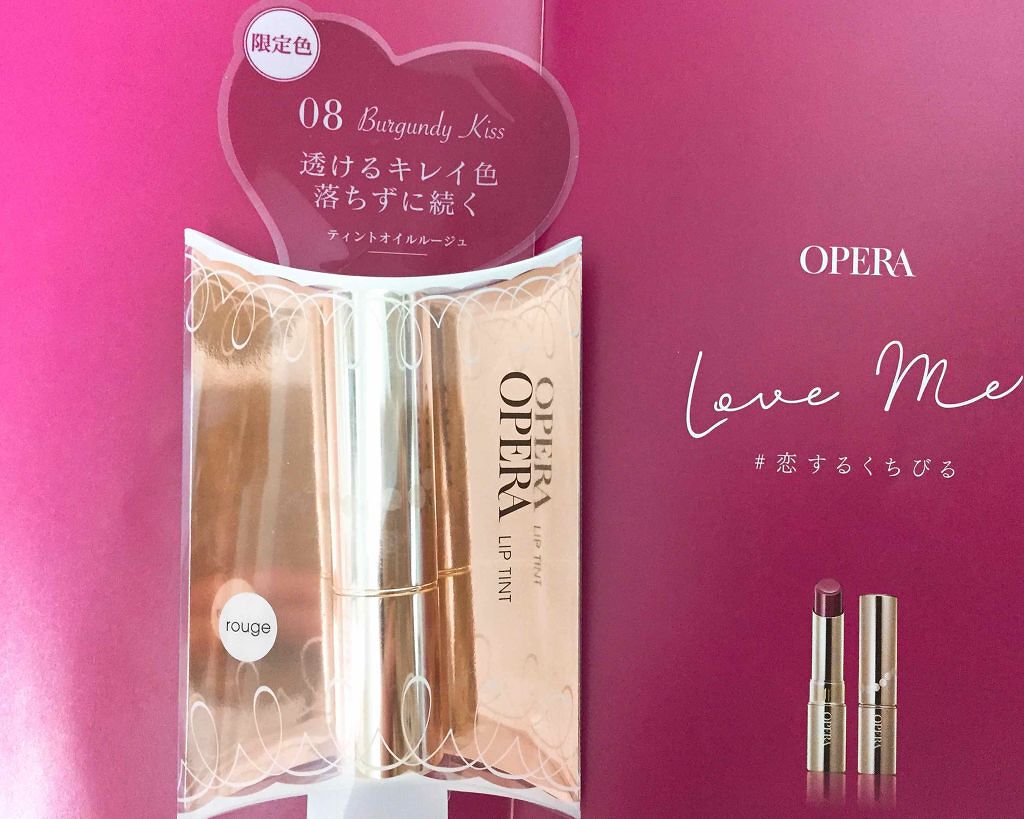 限定色
08 Burgundy Kiss
透けるキレイ色
落ちずに続く
ティントオイルルージュ
OPERA LIP TINT
OPERA LIP TINT
rouge
OPERA
Love Me
#恋するくちびる
OPERA
OPERA